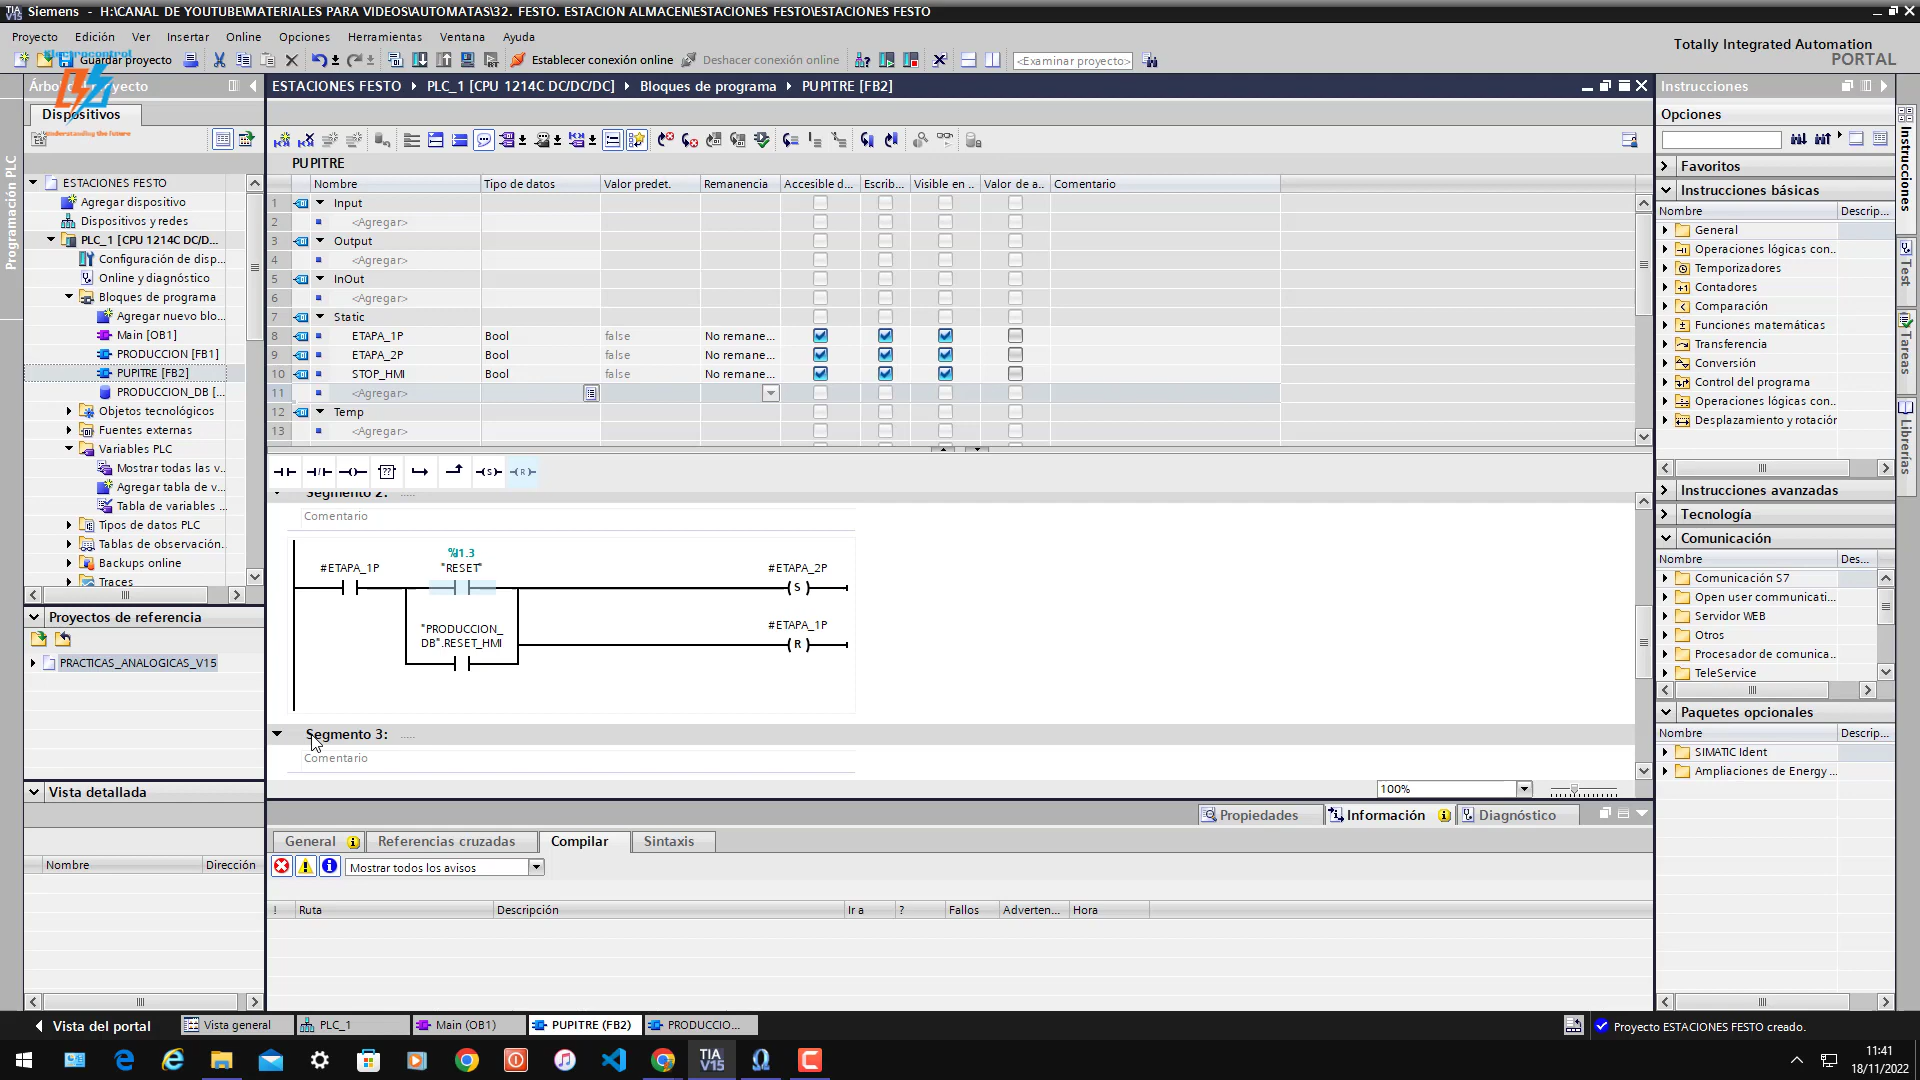 Siemens - H:\CANAL DE YOUTUBE\MATERIALES PARA VIDEOS\AUTOMATAS\32. FESTO. ESTACION ALMACEN\ESTACIONES FESTO\ESTACIONES FESTO
Proyecto Edición Ver Insertar Online Opciones Herramientas Ventana Ayuda
Totally Integrated Automation
PORTAL
Guardar proyecto Establecer conexión online Deshacer conexión online <Examinar proyecto>
Electrocontrol
Understanding the future
ESTACIONES FESTO PLC_1 [CPU 1214C DC/DC/DC] Bloques de programa PUPITRE [FB2]
Dispositivos
Programación PLC
ESTACIONES FESTO
Agregar dispositivo
Dispositivos y redes
PLC_1 [CPU 1214C DC/D...
Configuración de disp...
Online y diagnóstico
Bloques de programa
Agregar nuevo blo...
Main [OB1]
PRODUCCION [FB1]
PUPITRE [FB2]
PRODUCCION_DB [...
Objetos tecnológicos
Fuentes externas
Variables PLC
Mostrar todas las v...
Agregar tabla de v...
Tabla de variables ...
Tipos de datos PLC
Tablas de observación...
Backups online
Traces
Proyectos de referencia
PRACTICAS_ANALOGICAS_V15
Vista detallada
Nombre Dirección
PUPITRE
Nombre Tipo de datos Valor predet. Remanencia Accesible d... Escrib... Visible en .. Valor de a.. Comentario
1 Input
2 <Agregar>
3 Output
4 <Agregar>
5 InOut
6 <Agregar>
7 Static
8 ETAPA_1P Bool false No remane...
9 ETAPA_2P Bool false No remane...
10 STOP_HMI Bool false No remane...
11 <Agregar>
12 Temp
13 <Agregar>
Segmento 2: .....
Comentario
%I1.3
#ETAPA_1P "RESET" #ETAPA_2P
S
"PRODUCCION_
DB".RESET_HMI
#ETAPA_1P
R
Segmento 3: .....
Comentario
100%
Propiedades Información Diagnóstico
General Referencias cruzadas Compilar Sintaxis
Mostrar todos los avisos
! Ruta Descripción Ir a ? Fallos Adverten... Hora
Instrucciones
Opciones
Favoritos
Instrucciones básicas
Nombre Descrip...
General
Operaciones lógicas con..
Temporizadores
Contadores
Comparación
Funciones matemáticas
Transferencia
Conversión
Control del programa
Operaciones lógicas con..
Desplazamiento y rotación
Instrucciones avanzadas
Tecnología
Comunicación
Nombre Des...
Comunicación S7
Open user communicati...
Servidor WEB
Otros
Procesador de comunica..
TeleService
Paquetes opcionales
Nombre Descrip...
SIMATIC Ident
Ampliaciones de Energy ...
Instrucciones
Test
Tareas
Librerías
Vista del portal Vista general PLC_1 Main (OB1) PUPITRE (FB2) PRODUCCIO... Proyecto ESTACIONES FESTO creado.
TIA
V15
11:41
18/11/2022